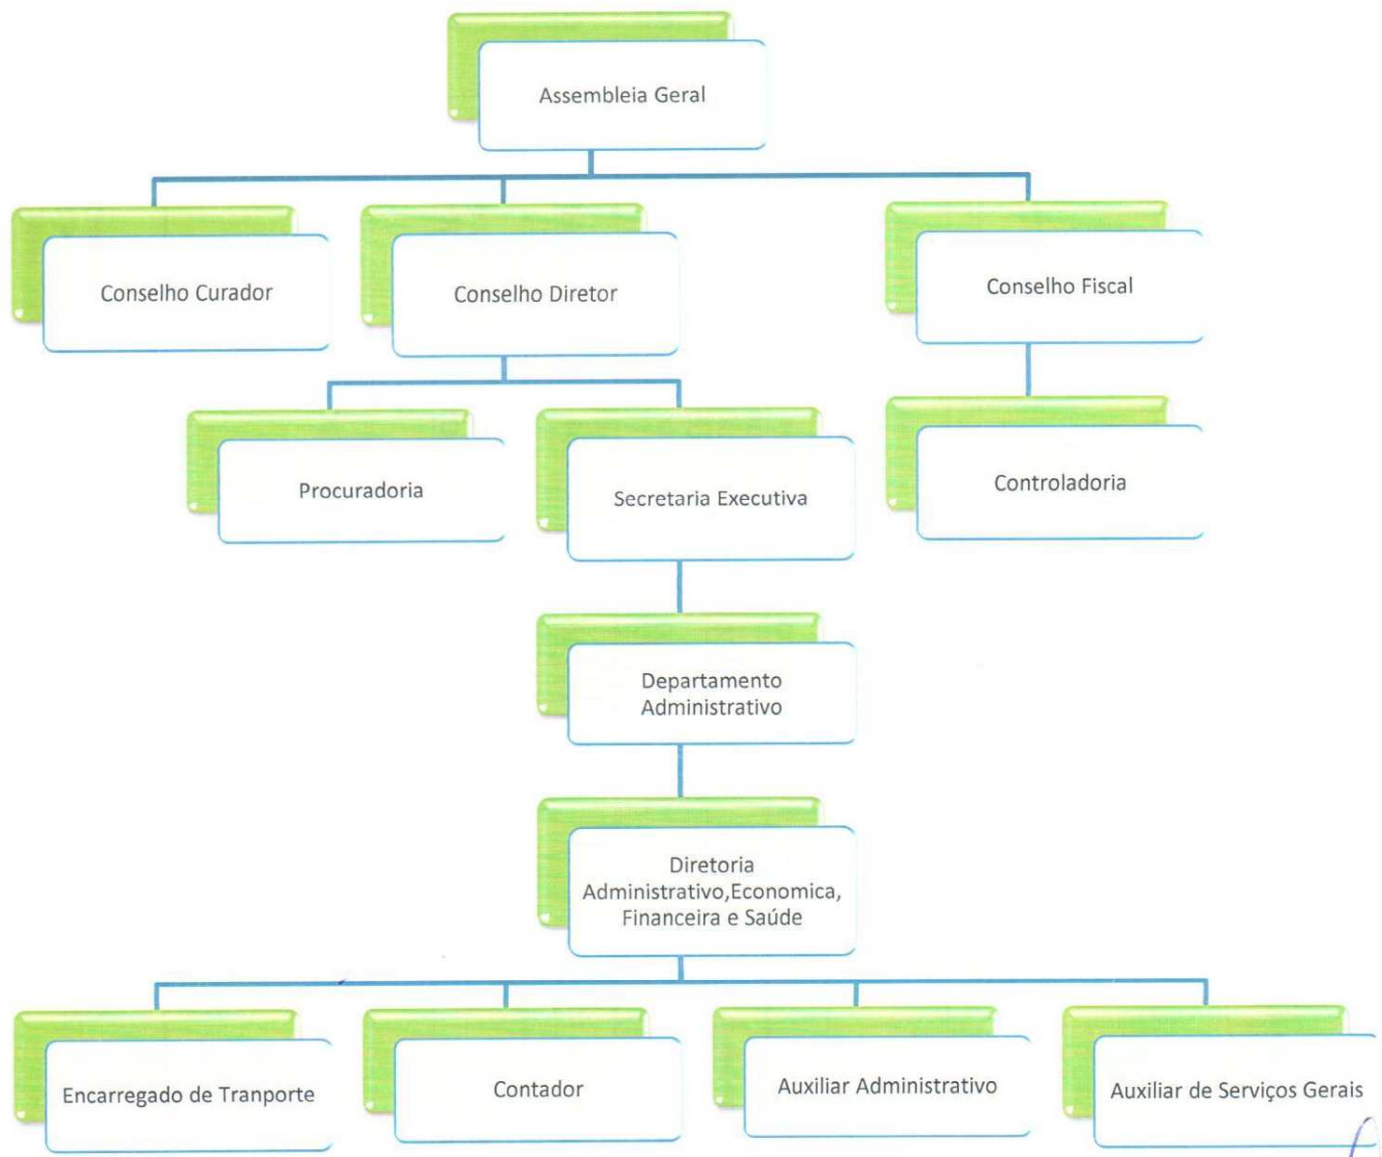 Assembleia Geral
Conselho Curador
Conselho Diretor
Conselho Fiscal
Procuradoria
Secretaria Executiva
Controladoria
Departamento
Administrativo
Diretoria
Administrativo,Economica,
Financeira e Saúde
Encarregado de Tranporte
Contador
Auxiliar Administrativo
Auxiliar de Serviços Gerais